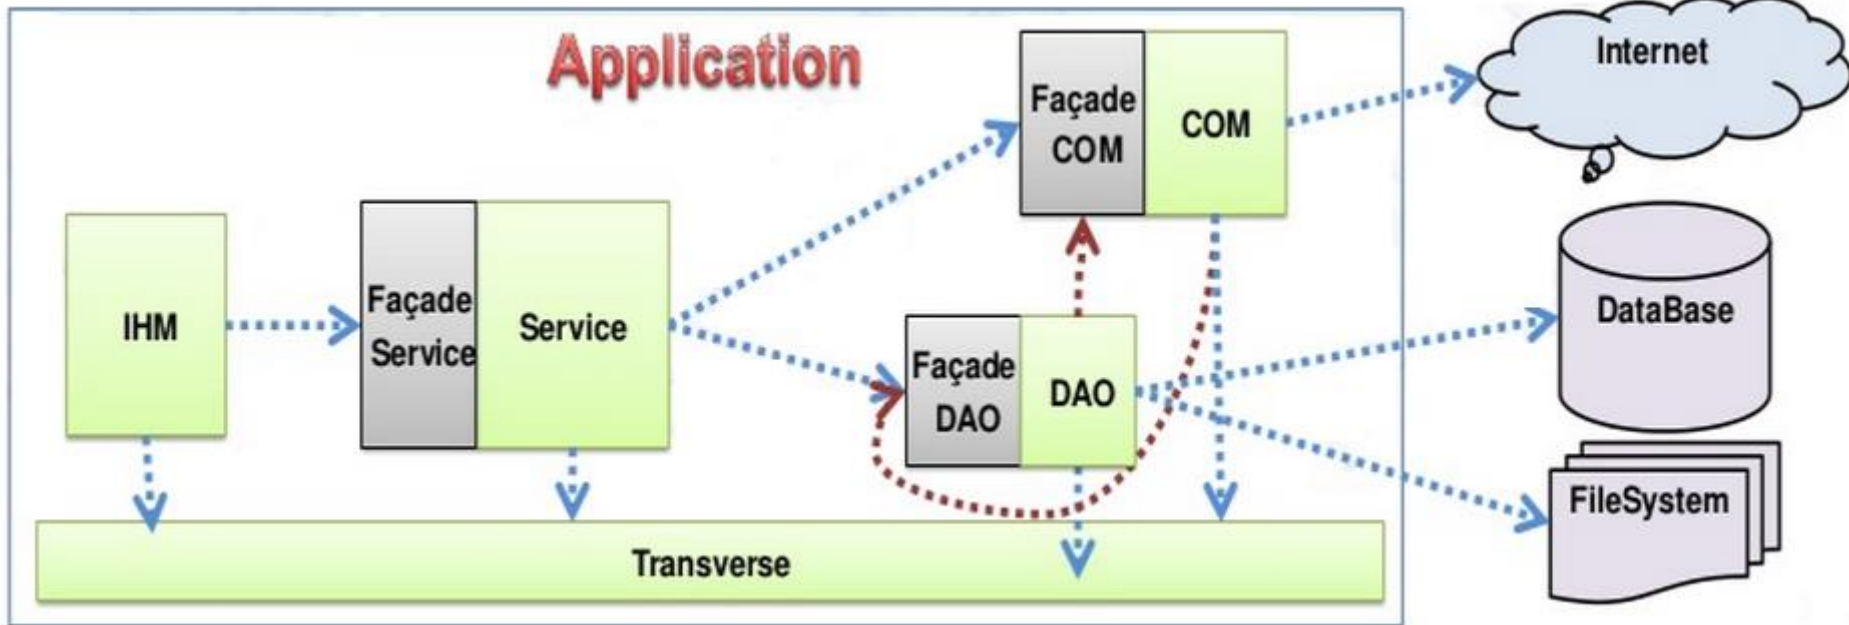 Application
Internet
Façade
COM
COM
IHM
Façade
Service
Service
Façade
DAO
DAO
DataBase
FileSystem
Transverse